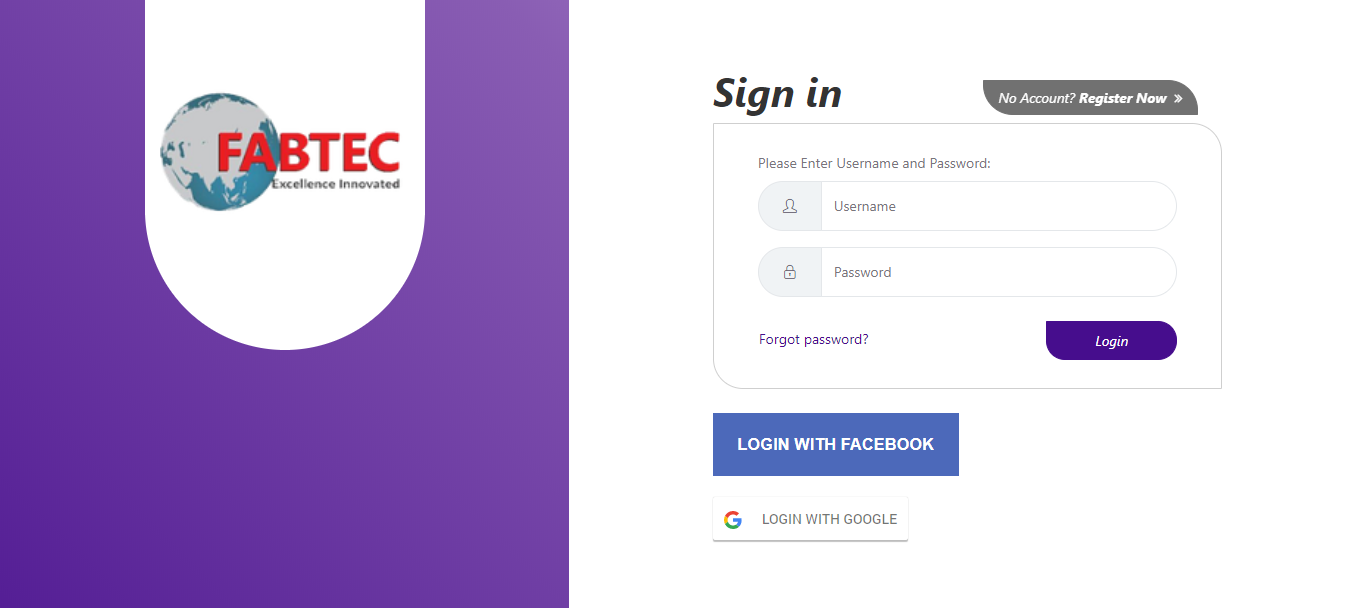 FABTEC
Excellence Innovated
Sign in
No Account? Register Now »
Please Enter Username and Password:
Username
Password
Forgot password?
Login
LOGIN WITH FACEBOOK
LOGIN WITH GOOGLE